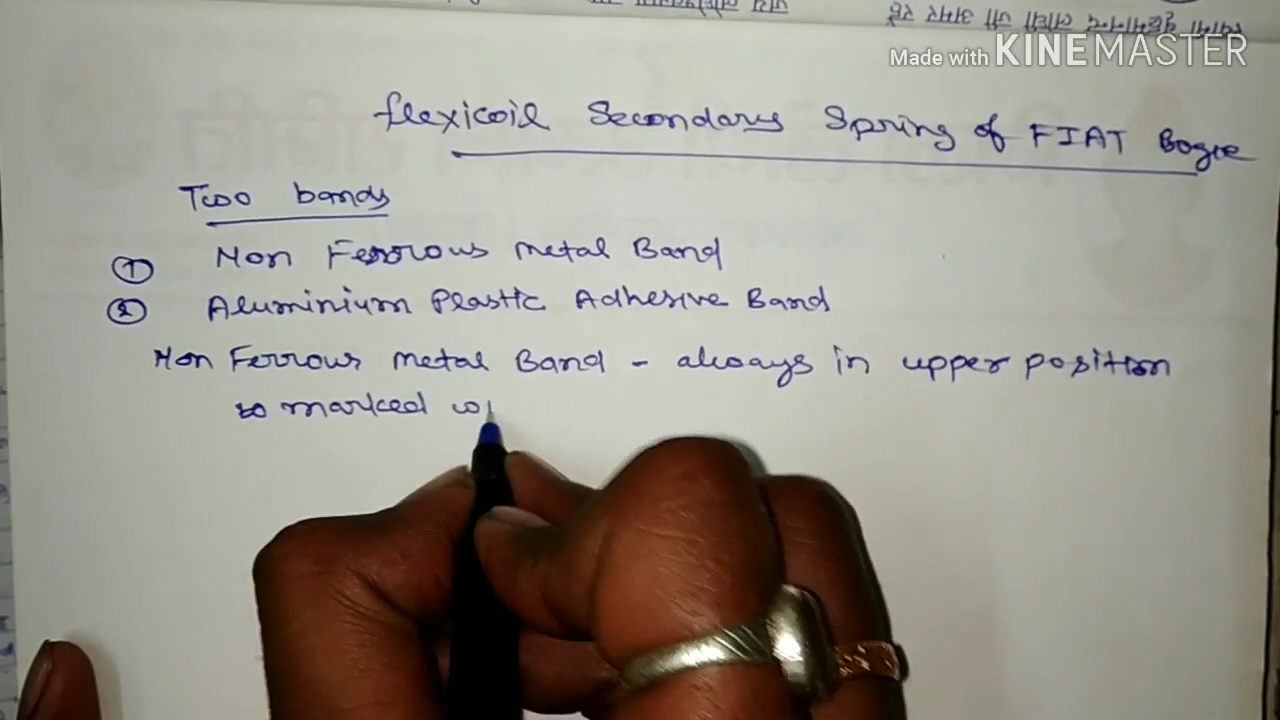 Made with KINEMASTER
flexicoil Secondary Spring of FIAT Bogie
Two bands
① Non Ferrous metal Band
② Aluminium Plastic Adhesive Band
Non Ferrous metal Band - always in upper position
so marked wi